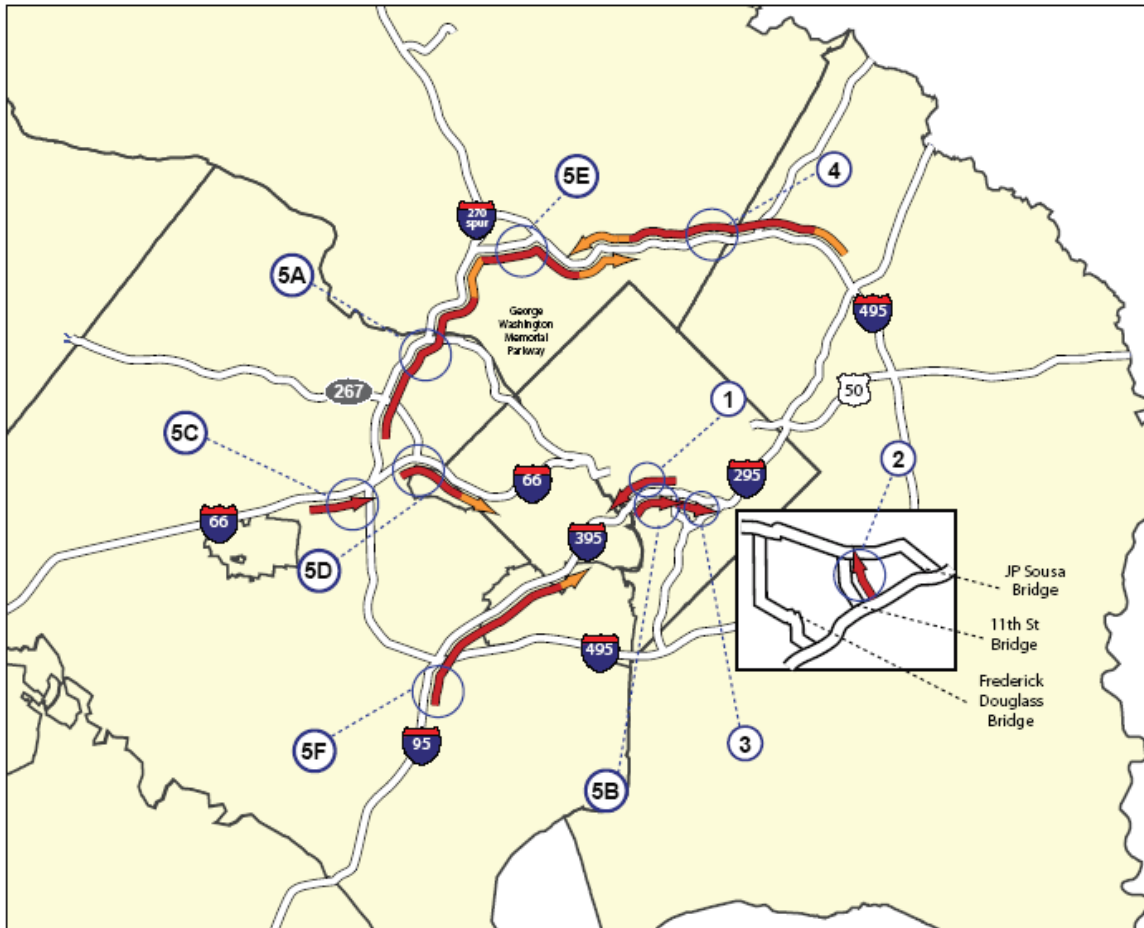 5E
4
270
spur
5A
George
Washington
Memorial
Parkway
495
267
50
1
5C
2
66
295
66
395
5D
JP Sousa
Bridge
11th St
Bridge
495
Frederick
Douglass
Bridge
5F
95
3
5B